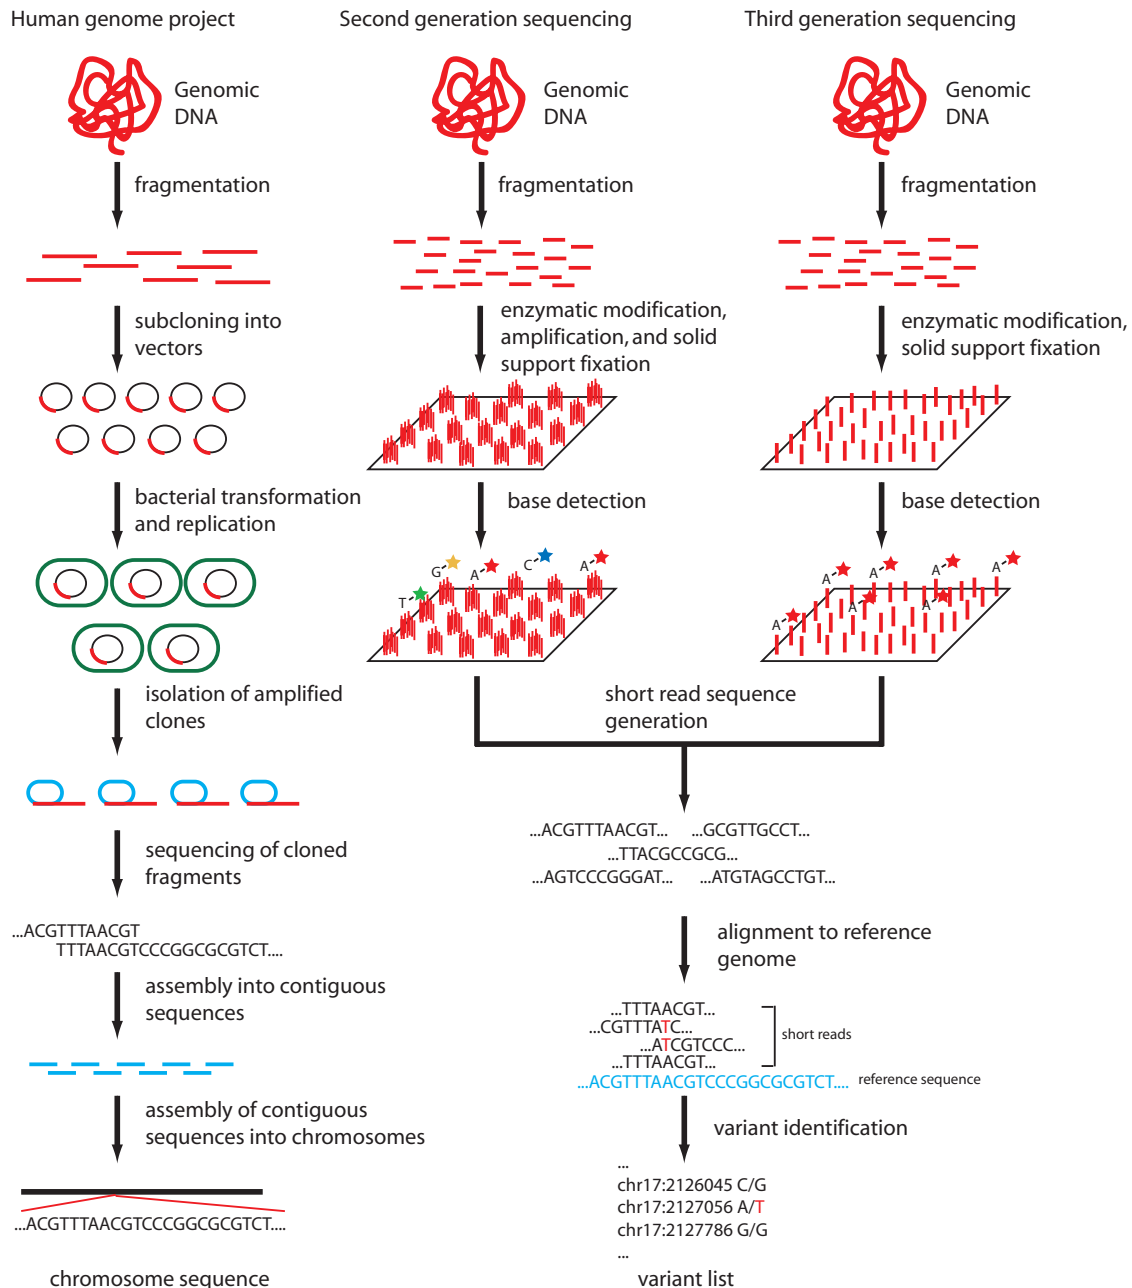 Human genome project
Genomic
DNA
fragmentation
subcloning into
vectors
bacterial transformation
and replication
isolation of amplified
clones
sequencing of cloned
fragments
...ACGTTTAACGT
TTTAACGTCCCGGCGCGTCT....
assembly into contiguous
sequences
assembly of contiguous
sequences into chromosomes
...ACGTTTAACGTCCCGGCGCGTCT....
chromosome sequence
Second generation sequencing
Genomic
DNA
fragmentation
enzymatic modification,
amplification, and solid
support fixation
base detection
G
A
C
A
T
Third generation sequencing
Genomic
DNA
fragmentation
enzymatic modification,
solid support fixation
base detection
A
A
A
A
A
A
A
short read sequence
generation
...ACGTTTAACGT... ...GCGTTGCCT...
...TTACGCCGCG...
...AGTCCCGGGAT... ...ATGTAGCCTGT...
alignment to reference
genome
...TTTAACGT...
...CGTTTATC...
...ATCGTCCC...
...TTTAACGT...
short reads
...ACGTTTAACGTCCCGGCGCGTCT.... reference sequence
variant identification
...
chr17:2126045 C/G
chr17:2127056 A/T
chr17:2127786 G/G
...
variant list